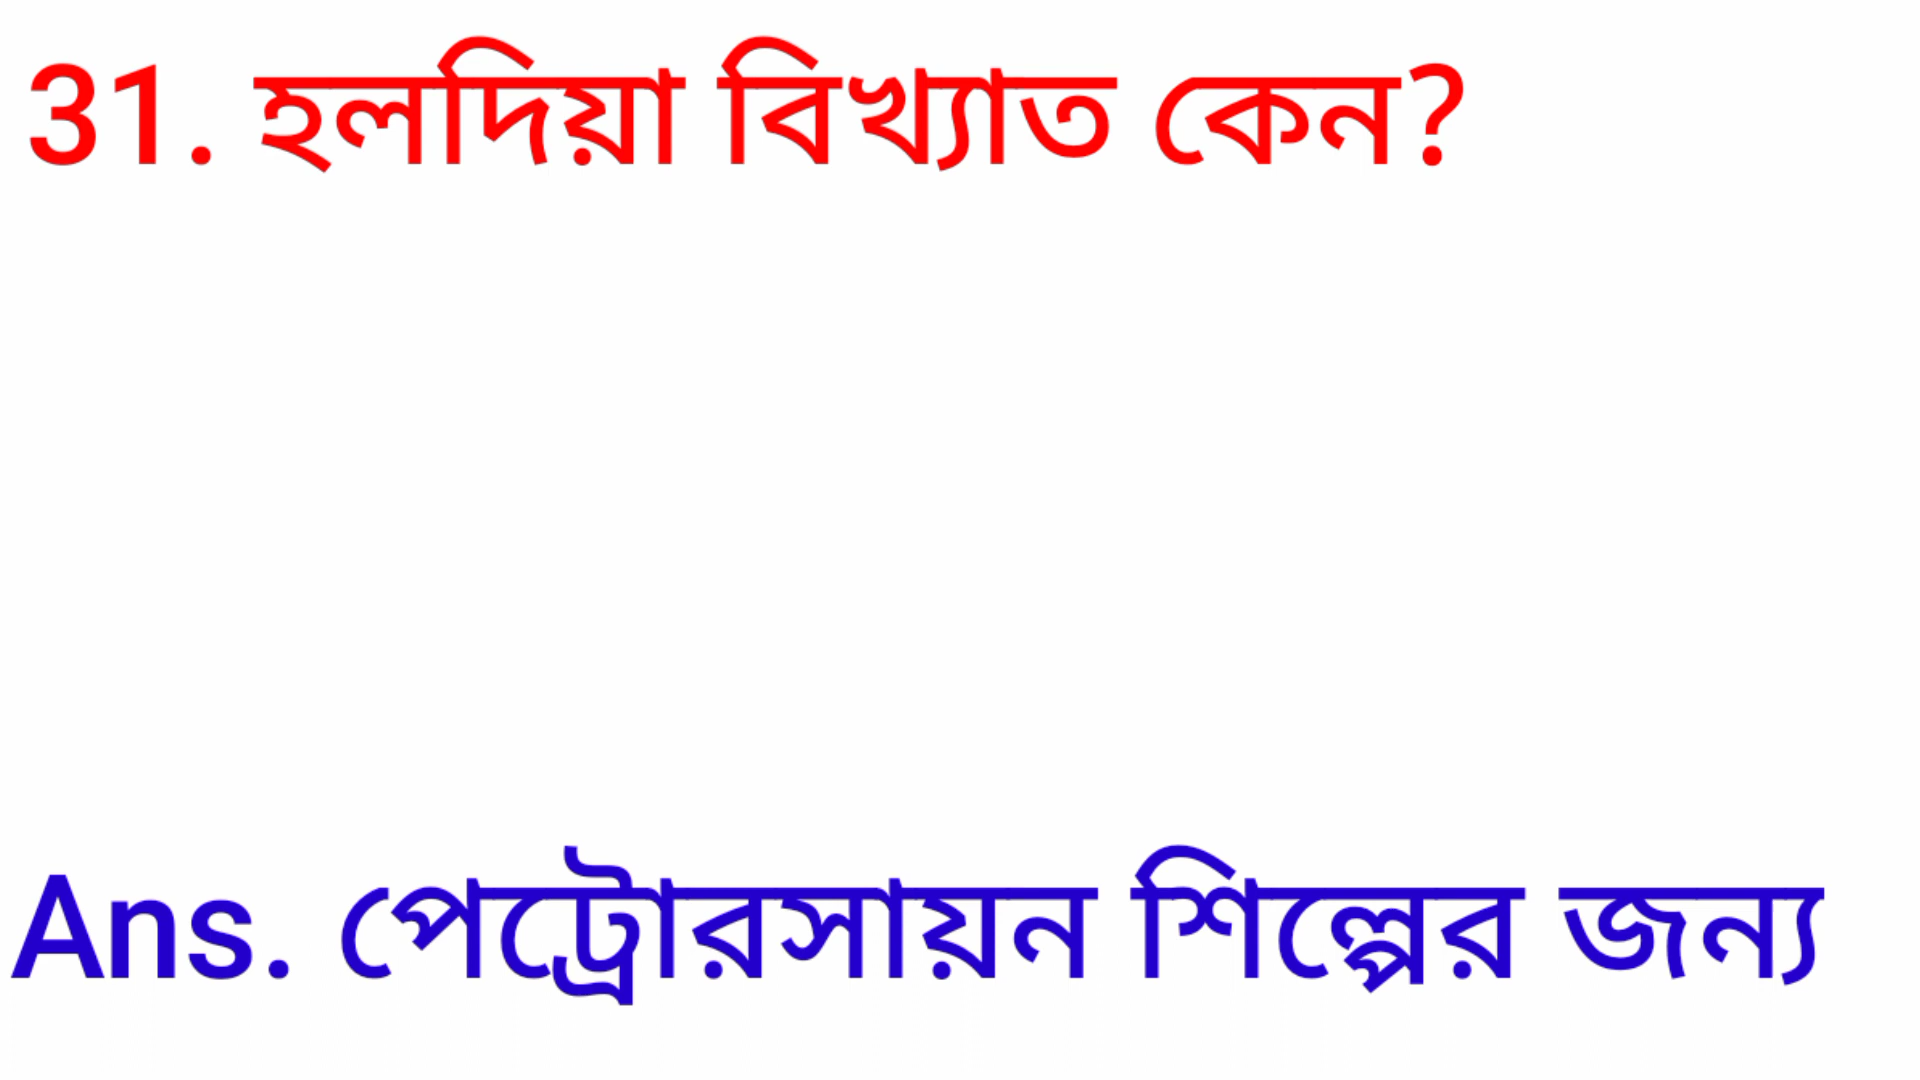 31. হলদিয়া বিখ্যাত কেন?
Ans. পেট্রোরসায়ন শিল্পের জন্য